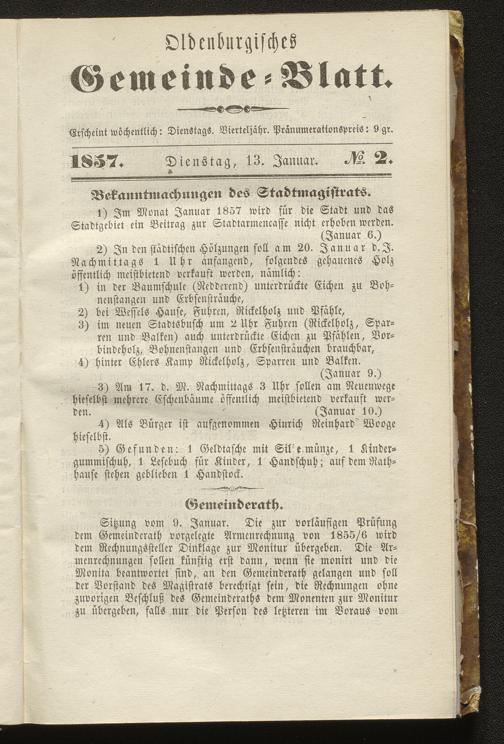 Oldenburgisches
Gemeinde-Blatt.
Erscheint wöchentlich: Dienstags. Vierteljähr. Pränumerationspreis: 9 gr.
1857. Dienstag, 13. Januar. № 2.
Bekanntmachungen des Stadtmagistrats.
1) Im Monat Januar 1857 wird für die Stadt und das
Stadtgebiet ein Beitrag zur Stadtarmencasse nicht erhoben werden.
(Januar 6.)
2) In den städtischen Hölzungen soll am 20. Januar d. J.
Nachmittags 1 Uhr anfangend, folgendes gehauenes Holz
öffentlich meistbietend verkauft werden, nämlich:
1) in der Baumschule (Nedderend) unterdrückte Eichen zu Boh-
nenstangen und Erbsensträuche,
2) bei Wessels Hause, Fuhren, Rickelholz und Pfähle,
3) im neuen Stadtsbusch um 2 Uhr Fuhren (Rickelholz, Spar-
ren und Balken) auch unterdrückte Eichen zu Pfählen, Vor-
bindeholz, Bohnenstangen und Erbsensträuchen brauchbar,
4) hinter Ehlers Kamp Rickelholz, Sparren und Balken.
(Januar 9.)
3) Am 17. d. M. Nachmittags 3 Uhr sollen am Neuenwege
hieselbst mehrere Eschenbäume öffentlich meistbietend verkauft wer-
den. (Januar 10.)
4) Als Bürger ist aufgenommen Hinrich Reinhard Wooge
hieselbst.
5) Gefunden: 1 Geldtasche mit Sil e münze, 1 Kinder-
gummischuh, 1 Lesebuch für Kinder, 1 Handschuh; auf dem Rath-
hause stehen geblieben 1 Handstock.
Gemeinderath.
Sitzung vom 9. Januar. Die zur vorläufigen Prüfung
dem Gemeinderath vorgelegte Armenrechnung von 1855/6 wird
dem Rechnungssteller Dinklage zur Monitur übergeben. Die Ar-
menrechnungen sollen künftig erst dann, wenn sie monirt und die
Monita beantwortet sind, an den Gemeinderath gelangen und soll
der Vorstand des Magistrats berechtigt sein, die Rechnungen ohne
zuvorigen Beschluß des Gemeinderaths dem Monenten zur Monitur
zu übergeben, falls nur die Person des letzteren im Voraus vom